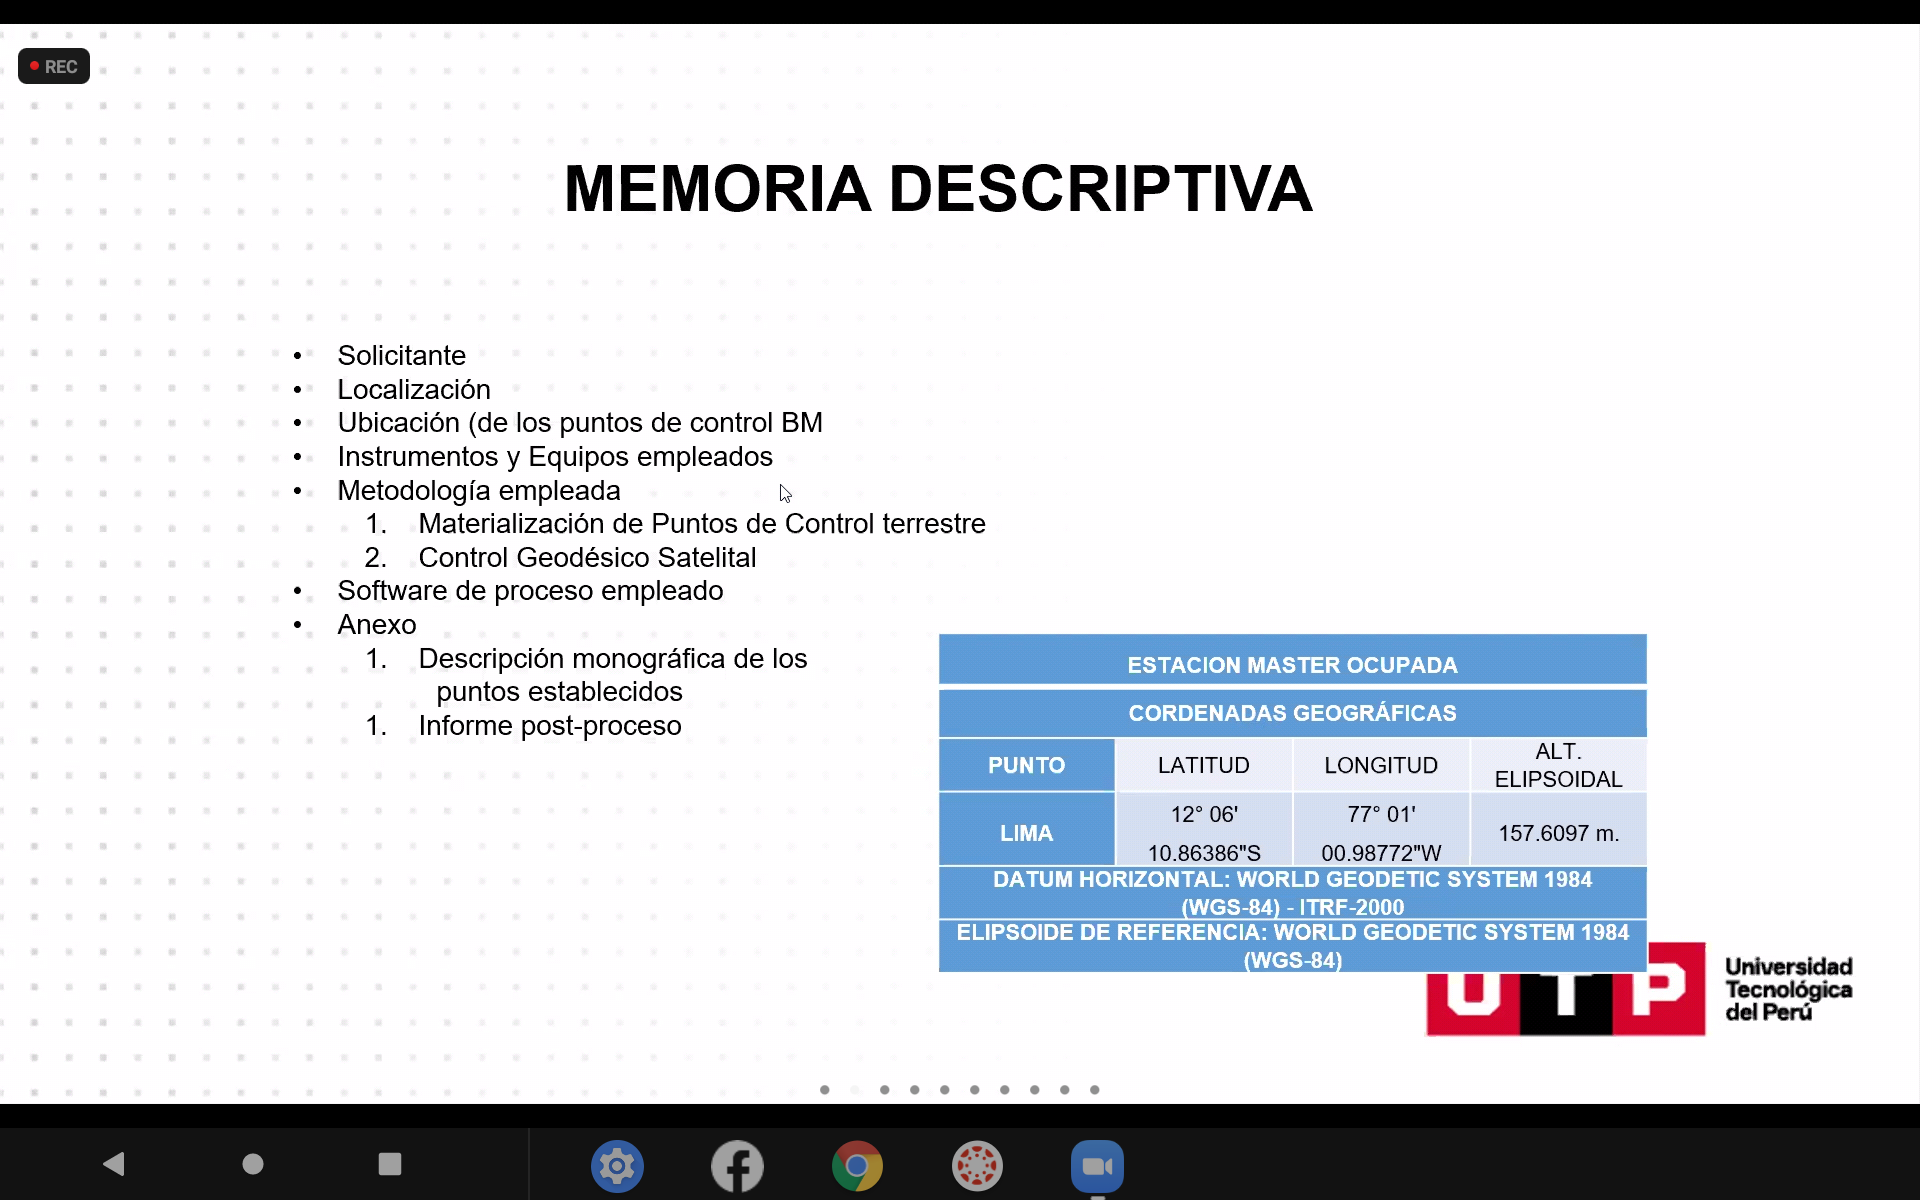 REC
MEMORIA DESCRIPTIVA
• Solicitante
• Localización
• Ubicación (de los puntos de control BM
• Instrumentos y Equipos empleados
• Metodología empleada
1. Materialización de Puntos de Control terrestre
2. Control Geodésico Satelital
• Software de proceso empleado
• Anexo
1. Descripción monográfica de los
puntos establecidos
1. Informe post-proceso
ESTACION MASTER OCUPADA
CORDENADAS GEOGRÁFICAS
PUNTO LATITUD LONGITUD ALT.
ELIPSOIDAL
LIMA 12° 06' 77° 01' 157.6097 m.
10.86386"S 00.98772"W
DATUM HORIZONTAL: WORLD GEODETIC SYSTEM 1984
(WGS-84) - ITRF-2000
ELIPSOIDE DE REFERENCIA: WORLD GEODETIC SYSTEM 1984
(WGS-84)
UTP
Universidad
Tecnológica
del Perú